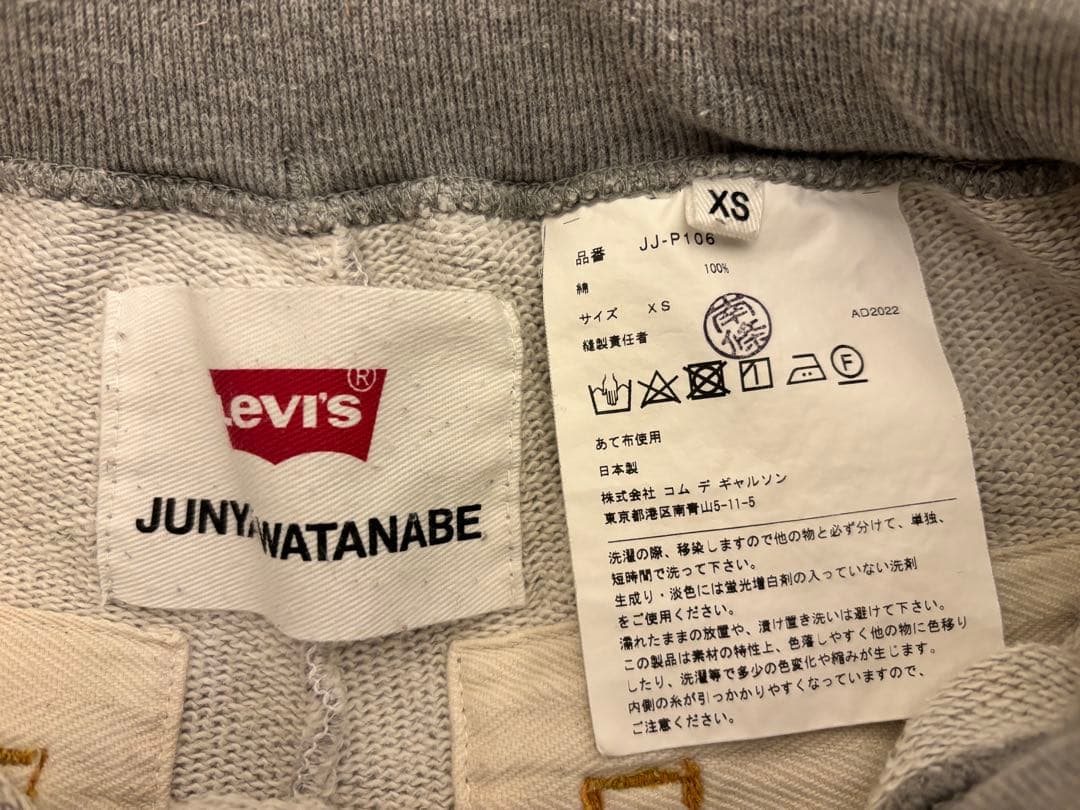 XS
品番 JJ-P106
100%
綿
サイズ XS
縫製責任者
南條
AD2022
F
あて布使用
日本製
株式会社 コム デ ギャルソン
東京都港区南青山5-11-5
洗濯の際、移染しますので他の物と必ず分けて、単独、
短時間で洗って下さい。
生成り・淡色には蛍光増白剤の入っていない洗剤
をご使用ください。
濡れたままの放置や、漬け置き洗いは避けて下さい。
この製品は素材の特性上、色落しやすく他の物に色移り
したり、洗濯等で多少の色変化や縮みが生じます。
内側の糸が引っかかりやすくなっていますので、
ご注意ください。
Levi's ®
JUNYA WATANABE